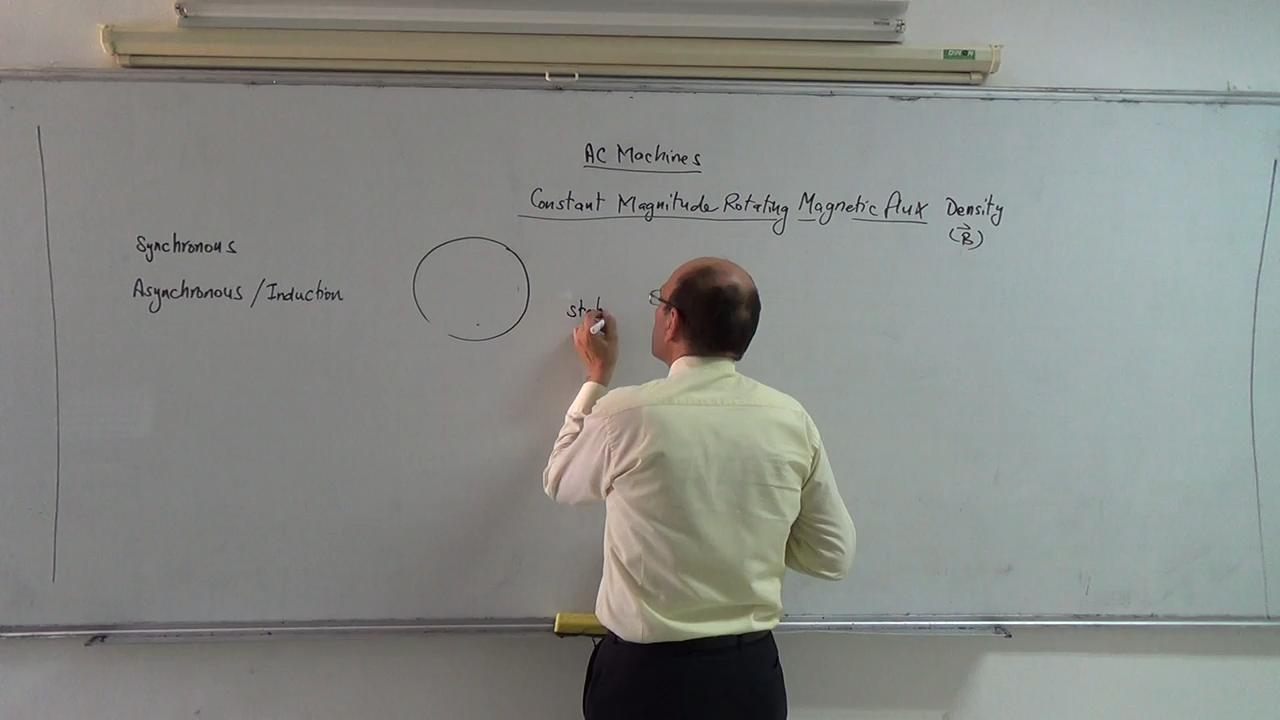 AC Machines
Constant Magnitude Rotating Magnetic flux Density
(B⃗)
Synchronous
Asynchronous / Induction